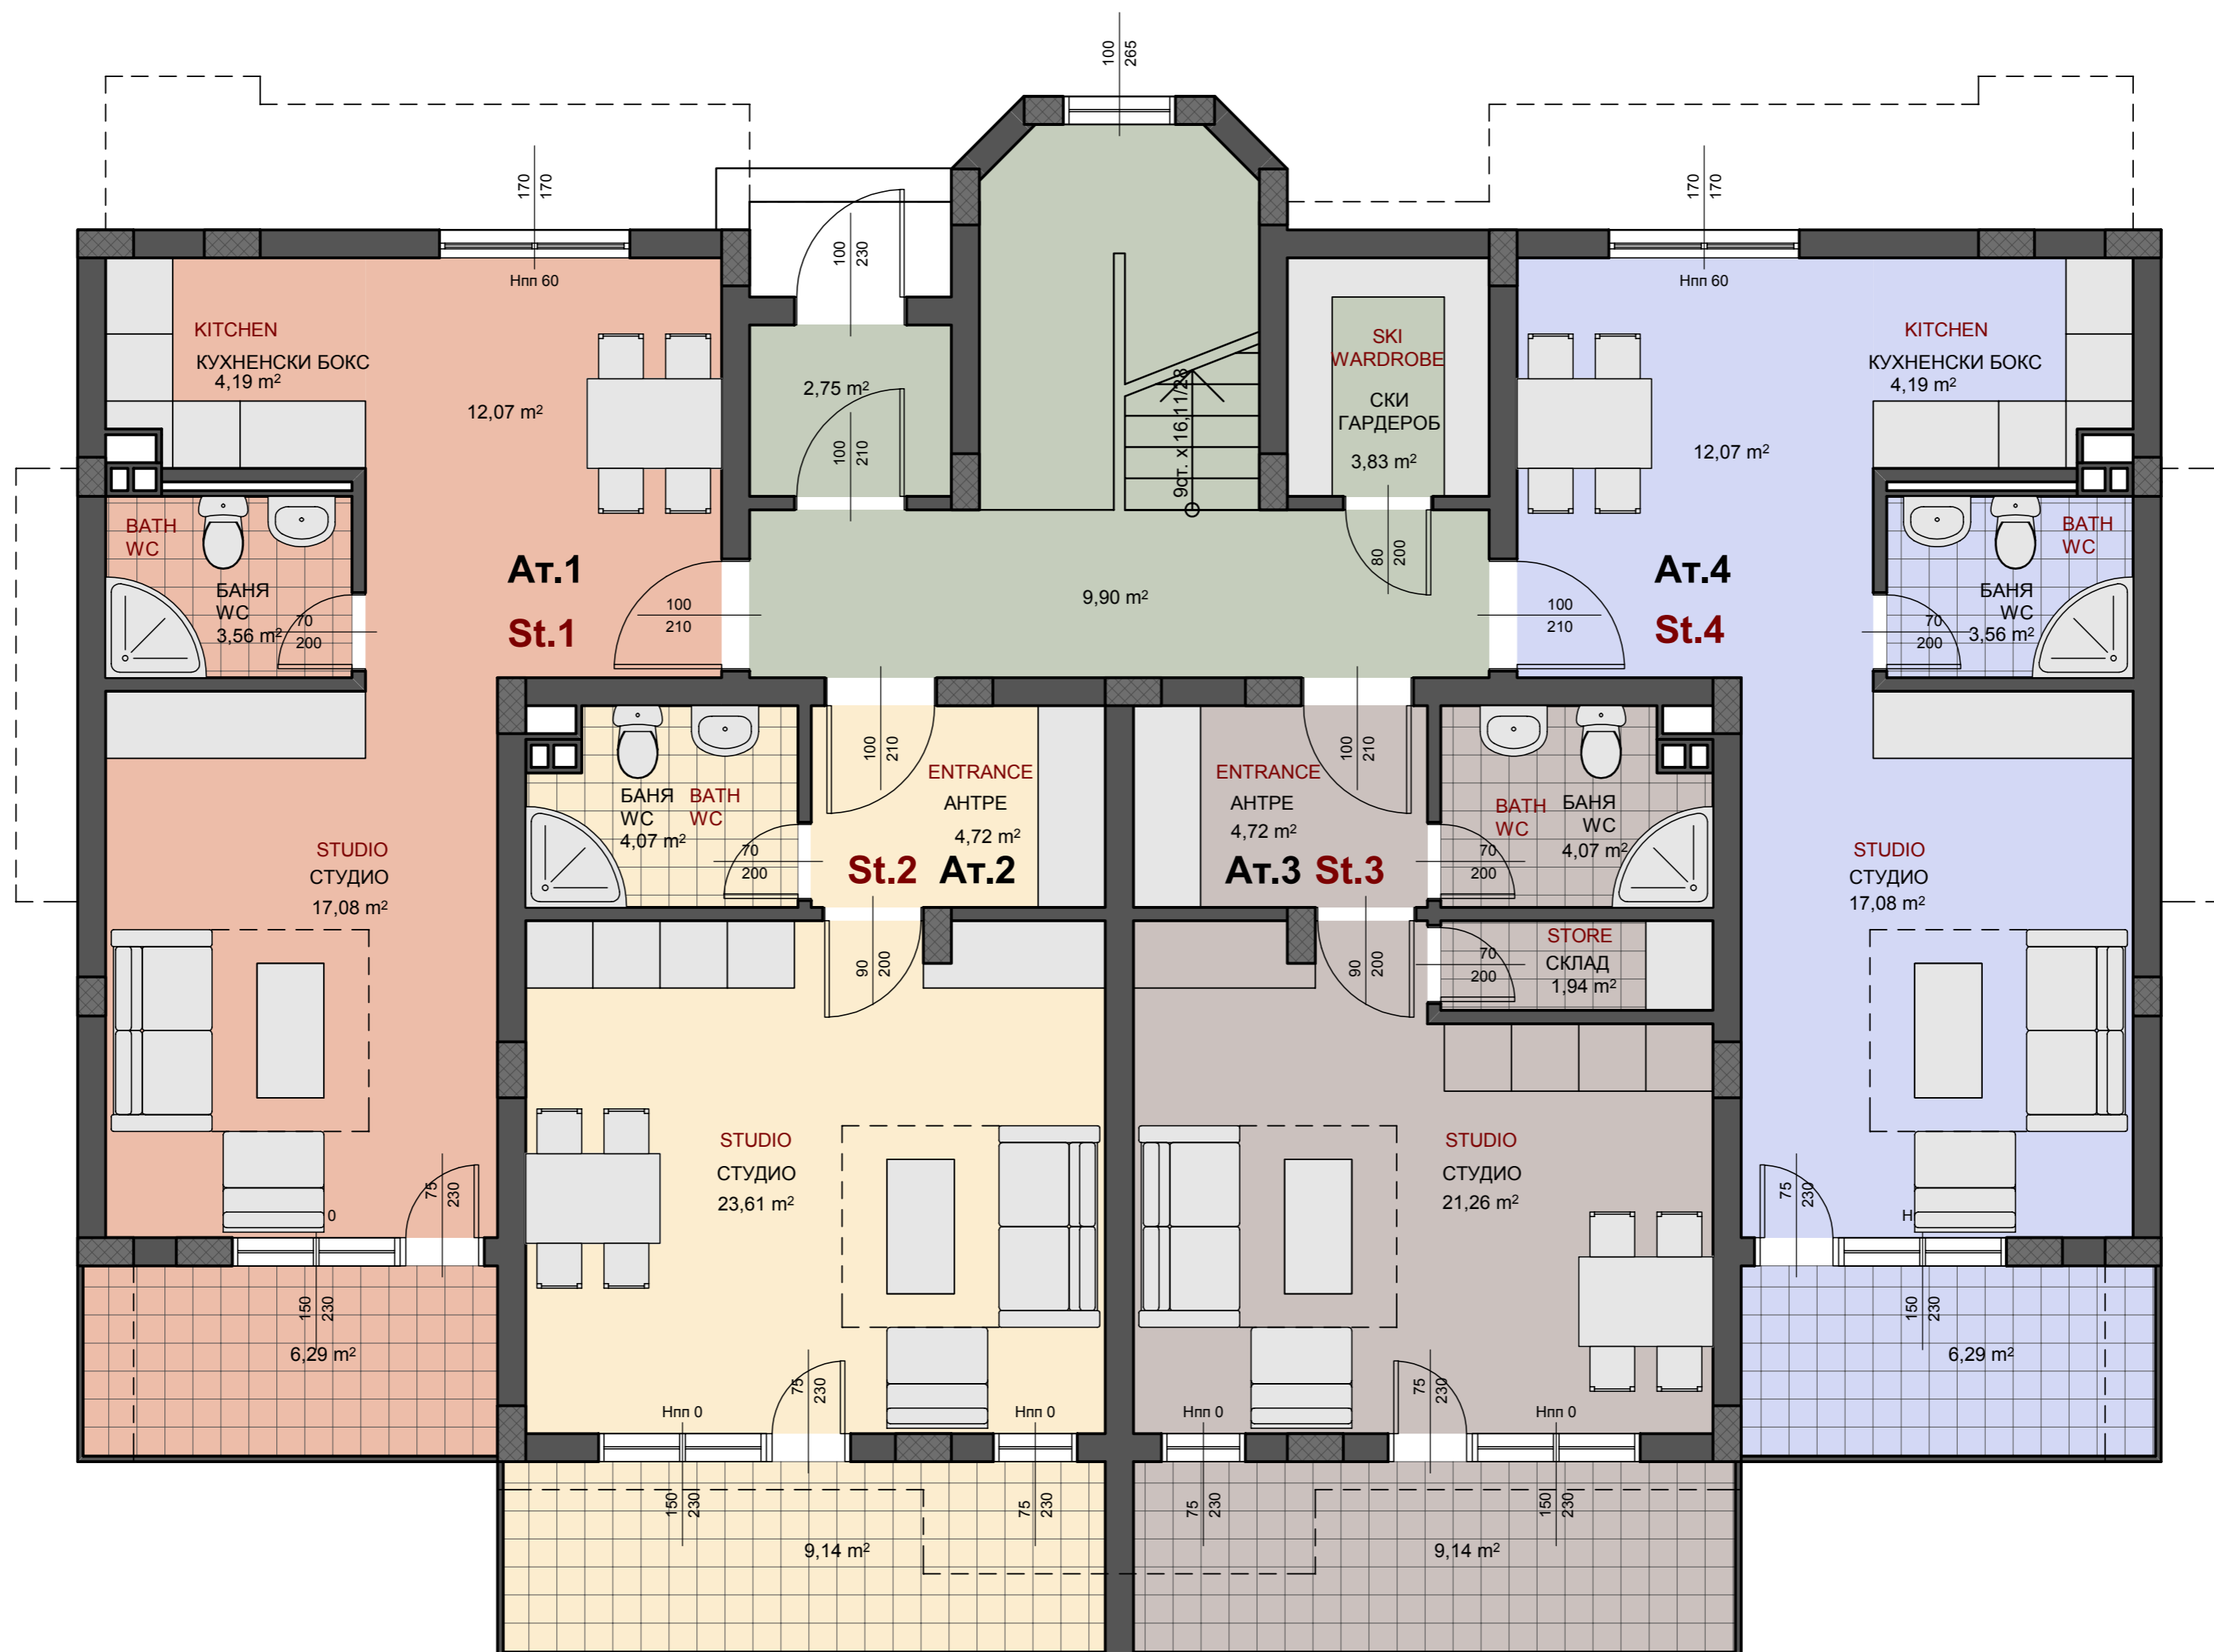 100
265
170
170
170
170
100
230
Нпп 60
Нпп 60
KITCHEN
КУХНЕНСКИ БОКС
4,19 m²
12,07 m²
2,75 m²
100
210
9ст. x 16,11/28
SKI
WARDROBE
СКИ
ГАРДЕРОБ
3,83 m²
KITCHEN
КУХНЕНСКИ БОКС
4,19 m²
12,07 m²
BATH
WC
БАНЯ
WC
3,56 m²
70
200
Ат.1
St.1
100
210
9,90 m²
80
200
100
210
Ат.4
St.4
BATH
WC
БАНЯ
WC
3,56 m²
70
200
100
210
100
210
БАНЯ
WC
4,07 m²
BATH
WC
70
200
ENTRANCE
АНТРЕ
4,72 m²
St.2 Ат.2
ENTRANCE
АНТРЕ
4,72 m²
Ат.3 St.3
BATH
WC
БАНЯ
WC
4,07 m²
70
200
STUDIO
СТУДИО
17,08 m²
STUDIO
СТУДИО
17,08 m²
90
200
90
200
70
200
STORE
СКЛАД
1,94 m²
STUDIO
СТУДИО
23,61 m²
STUDIO
СТУДИО
21,26 m²
75
230
0
75
230
Н
150
230
6,29 m²
150
230
6,29 m²
75
230
75
230
Нпп 0
Нпп 0
Нпп 0
Нпп 0
150
230
75
230
75
230
150
230
9,14 m²
9,14 m²